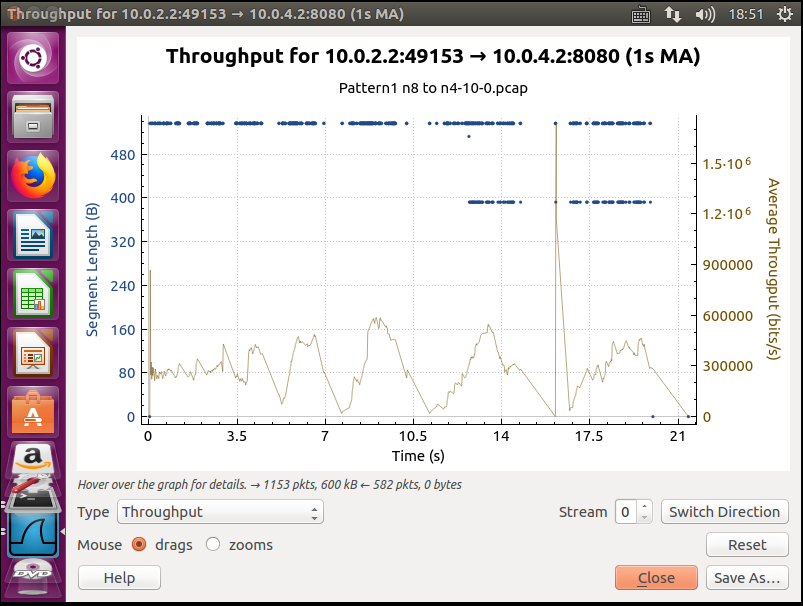 Throughput for 10.0.2.2:49153 → 10.0.4.2:8080 (1s MA)
18:51
Throughput for 10.0.2.2:49153 → 10.0.4.2:8080 (1s MA)
Pattern1 n8 to n4-10-0.pcap
Segment Length (B)
480
400
320
240
160
80
0
1.5·10⁶
1.2·10⁶
900000
600000
300000
0
Average Througput (bits/s)
0 3.5 7 10.5 14 17.5 21
Time (s)
Hover over the graph for details. → 1153 pkts, 600 kB ← 582 pkts, 0 bytes
Type Throughput Stream 0 Switch Direction
Mouse drags zooms Reset
Help Close Save As…
A
a
DVD